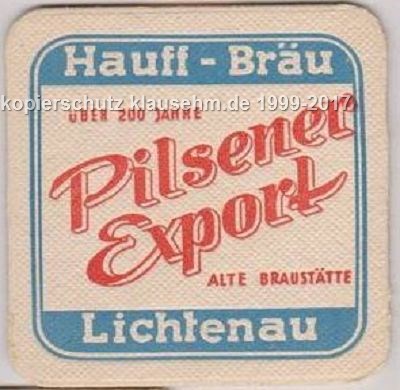 Hauff - Bräu
kopierschutz klausehm.de 1999-2017
ÜBER 200 JAHRE
Pilsener
Export
ALTE BRAUSTÄTTE
Lichtenau